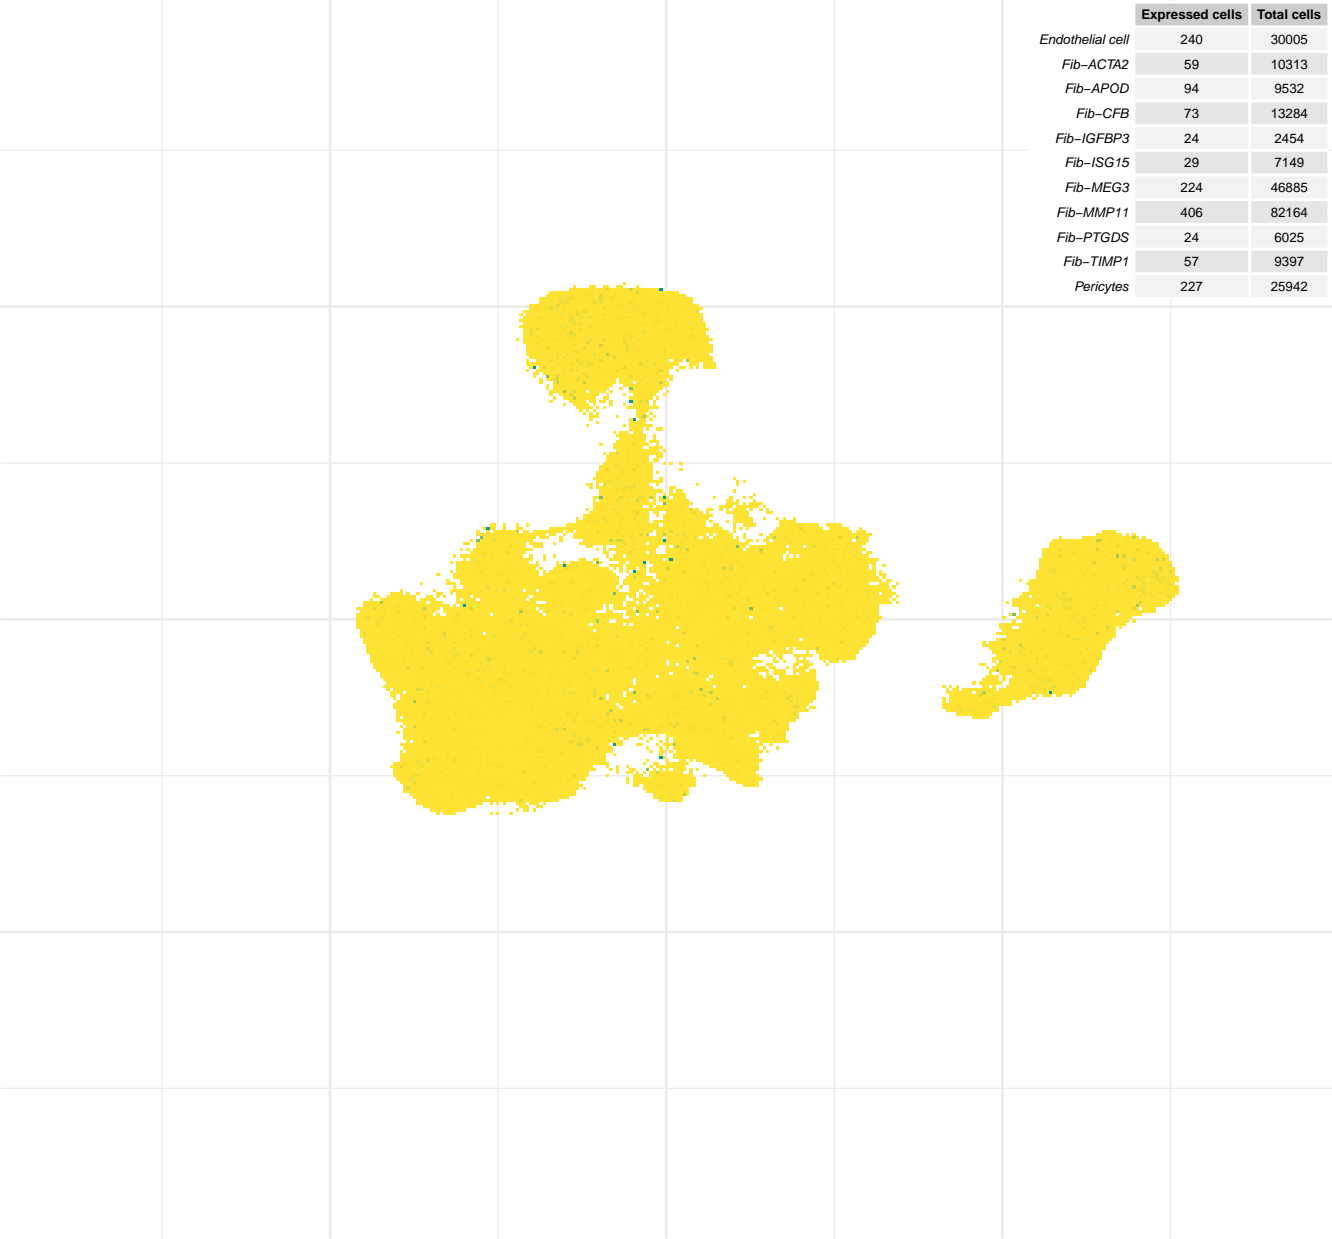 Expressed cells Total cells
Endothelial cell 240 30005
Fib−ACTA2 59 10313
Fib−APOD 94 9532
Fib−CFB 73 13284
Fib−IGFBP3 24 2454
Fib−ISG15 29 7149
Fib−MEG3 224 46885
Fib−MMP11 406 82164
Fib−PTGDS 24 6025
Fib−TIMP1 57 9397
Pericytes 227 25942